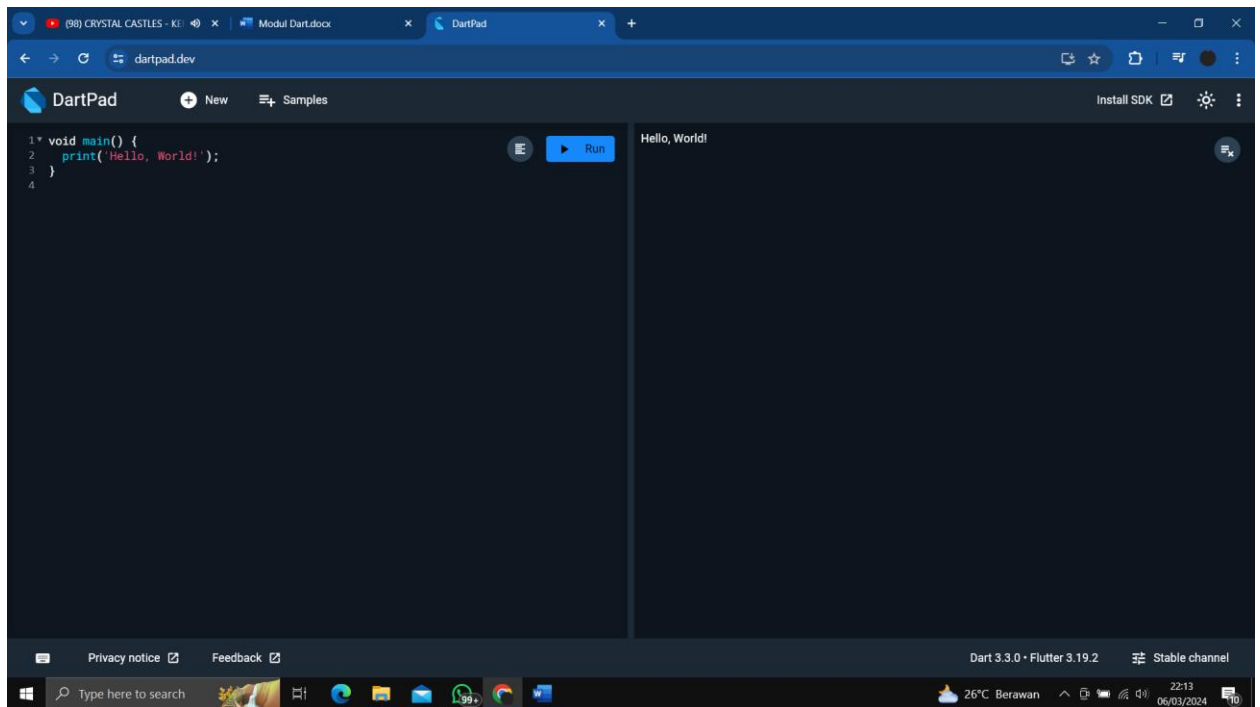 (98) CRYSTAL CASTLES - KE
Modul Dart.docx
DartPad
dartpad.dev
DartPad
New
Samples
Install SDK
1 void main() {
2 print('Hello, World!');
3 }
4
Run
Hello, World!
Privacy notice
Feedback
Dart 3.3.0 • Flutter 3.19.2
Stable channel
Type here to search
99+
26°C Berawan
22:13
06/03/2024
10